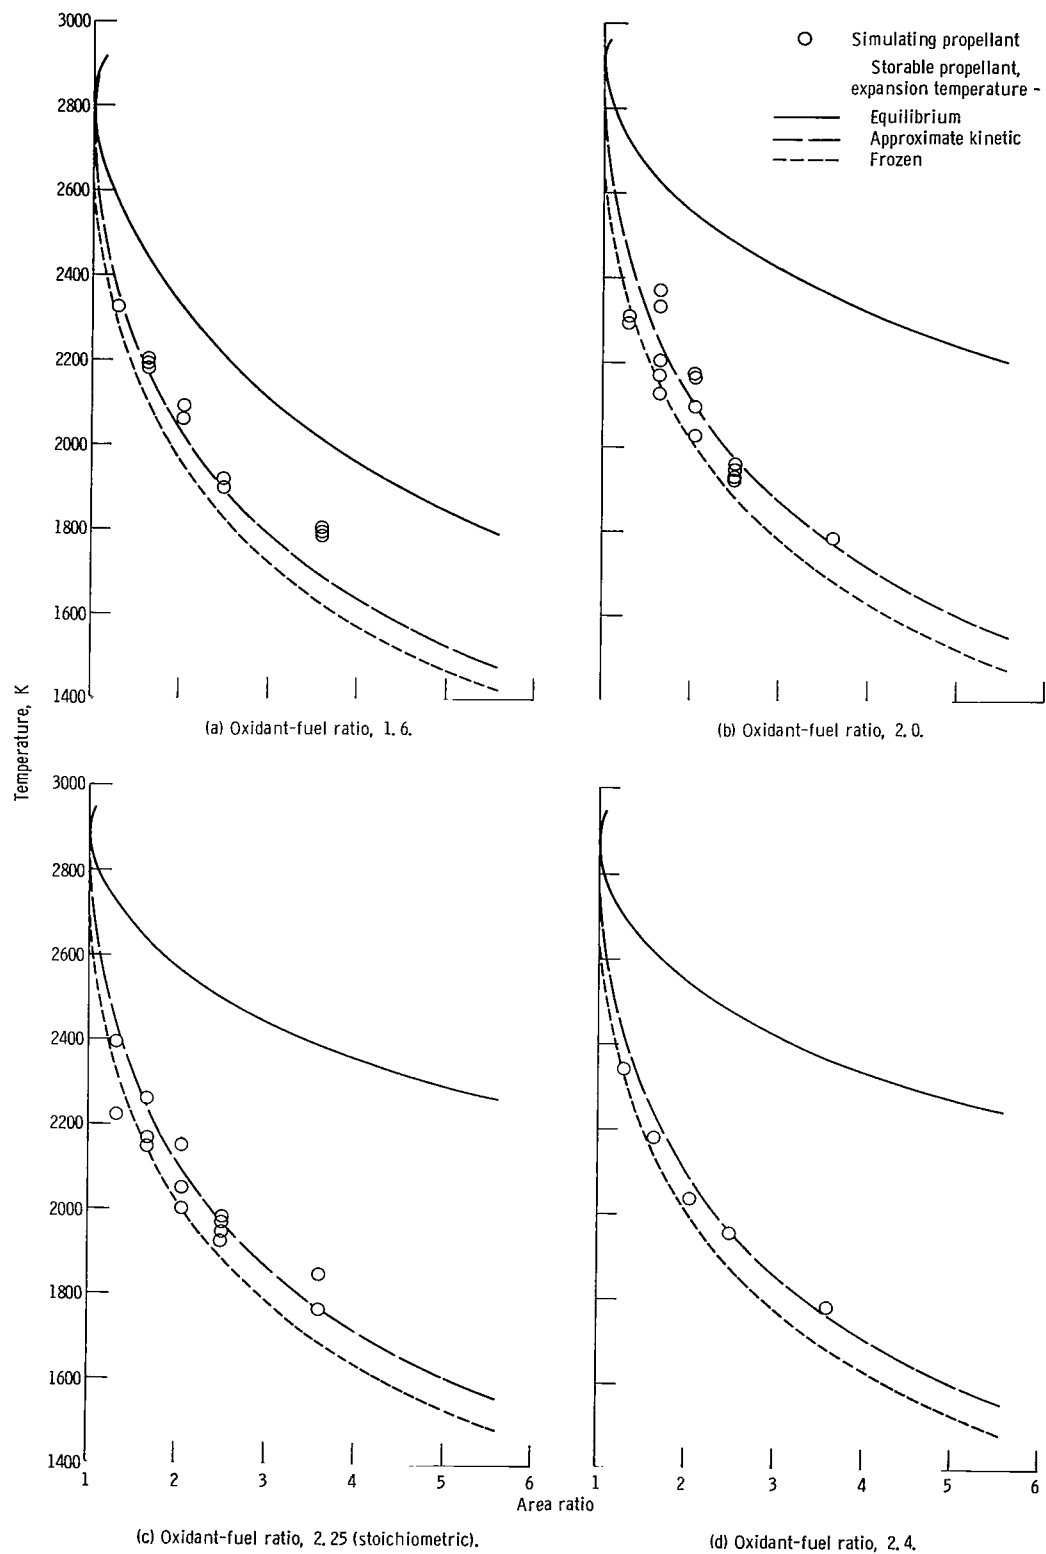 3000
2800
2600
2400
2200
2000
1800
1600
1400
Simulating propellant
Storable propellant,
expansion temperature -
Equilibrium
Approximate kinetic
Frozen
(a) Oxidant-fuel ratio, 1.6.
(b) Oxidant-fuel ratio, 2.0.
Temperature, K
3000
2800
2600
2400
2200
2000
1800
1600
1400
1 2 3 4 5 6
1 2 3 4 5 6
Area ratio
(c) Oxidant-fuel ratio, 2.25 (stoichiometric).
(d) Oxidant-fuel ratio, 2.4.